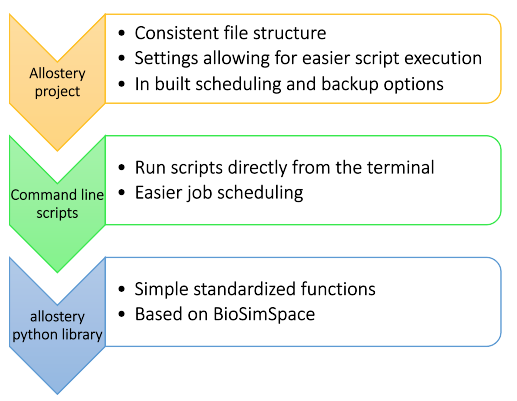 Allostery
project
• Consistent file structure
• Settings allowing for easier script execution
• In built scheduling and backup options
Command line
scripts
• Run scripts directly from the terminal
• Easier job scheduling
allostery
python library
• Simple standardized functions
• Based on BioSimSpace